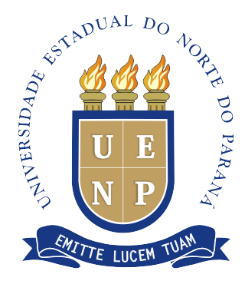 UNIVERSIDADE ESTADUAL DO NORTE DO PARANÁ
U E
N P
EMITTE LUCEM TUAM